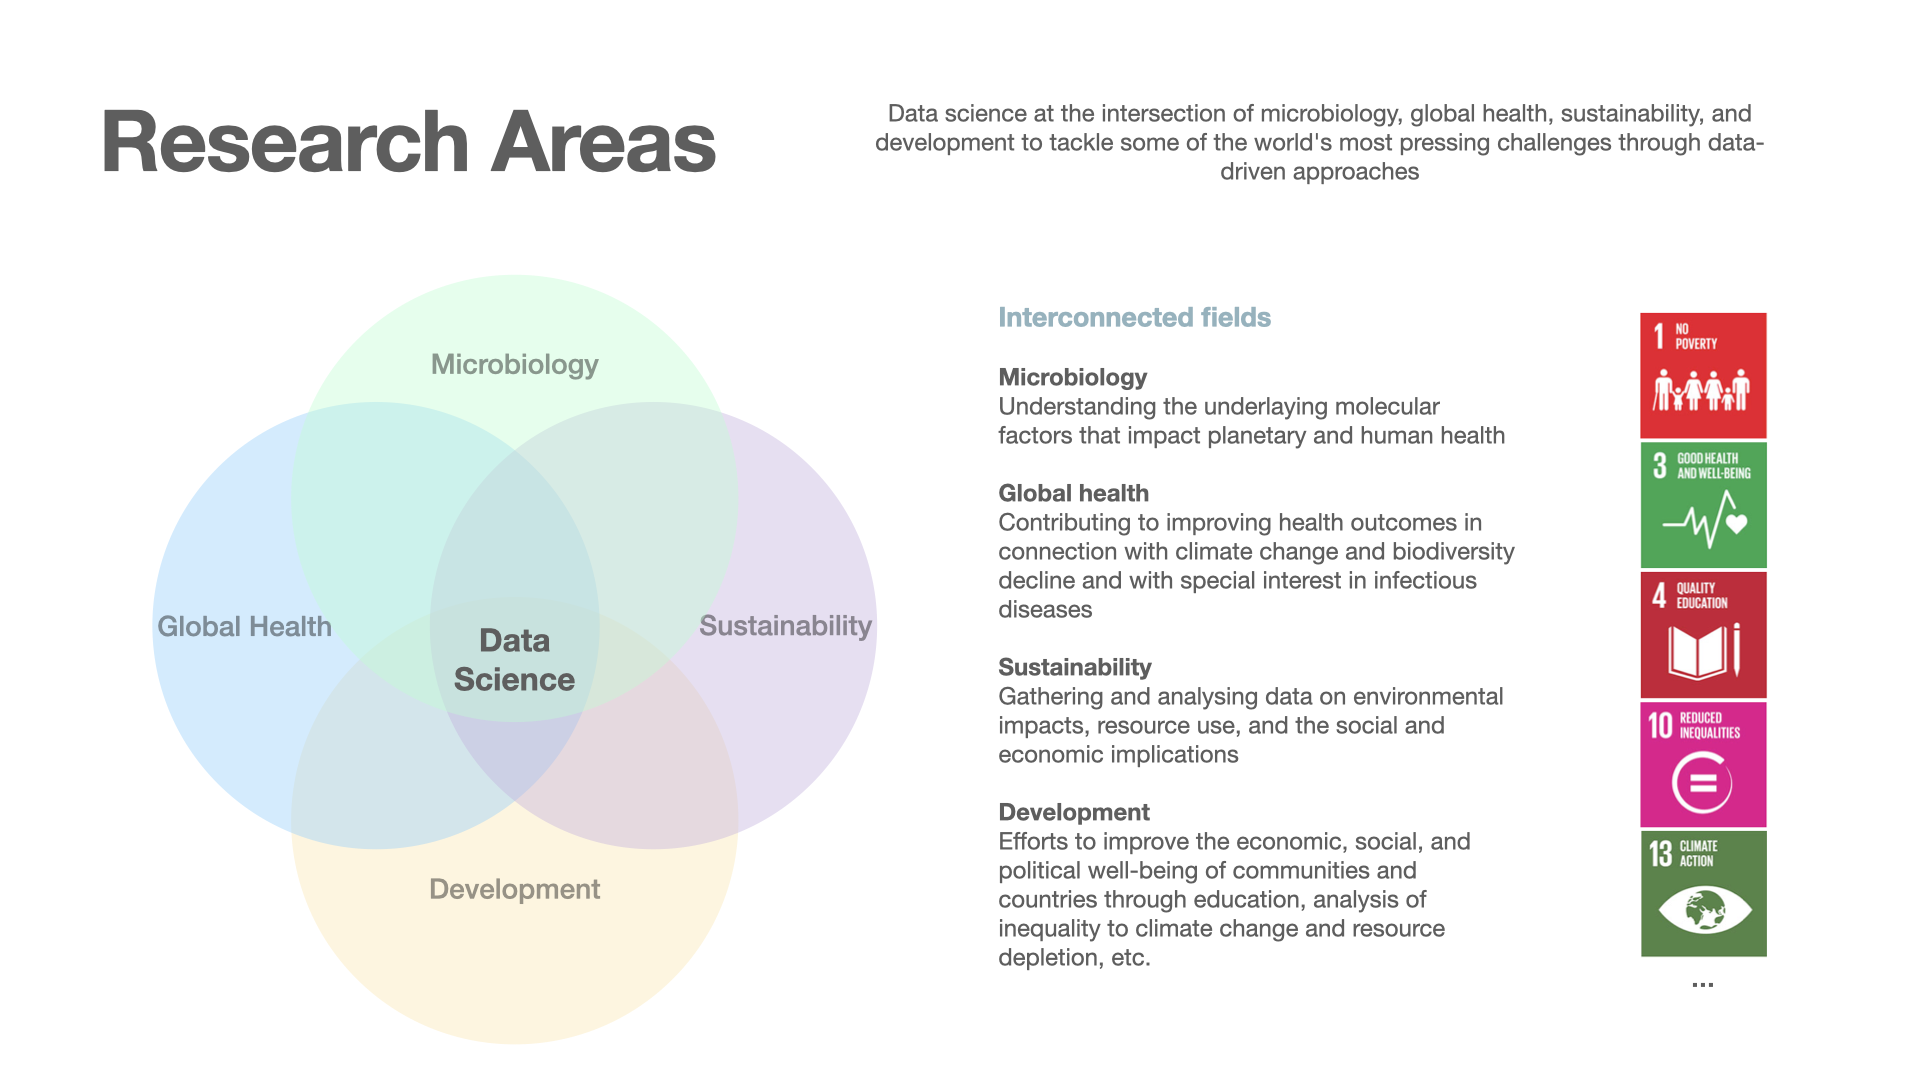 Research Areas
Data science at the intersection of microbiology, global health, sustainability, and
development to tackle some of the world's most pressing challenges through data-
driven approaches
Microbiology
Global Health
Sustainability
Data
Science
Development
Interconnected fields
Microbiology
Understanding the underlaying molecular
factors that impact planetary and human health
Global health
Contributing to improving health outcomes in
connection with climate change and biodiversity
decline and with special interest in infectious
diseases
Sustainability
Gathering and analysing data on environmental
impacts, resource use, and the social and
economic implications
Development
Efforts to improve the economic, social, and
political well-being of communities and
countries through education, analysis of
inequality to climate change and resource
depletion, etc.
1 NO
POVERTY
3 GOOD HEALTH
AND WELL-BEING
4 QUALITY
EDUCATION
10 REDUCED
INEQUALITIES
13 CLIMATE
ACTION
...